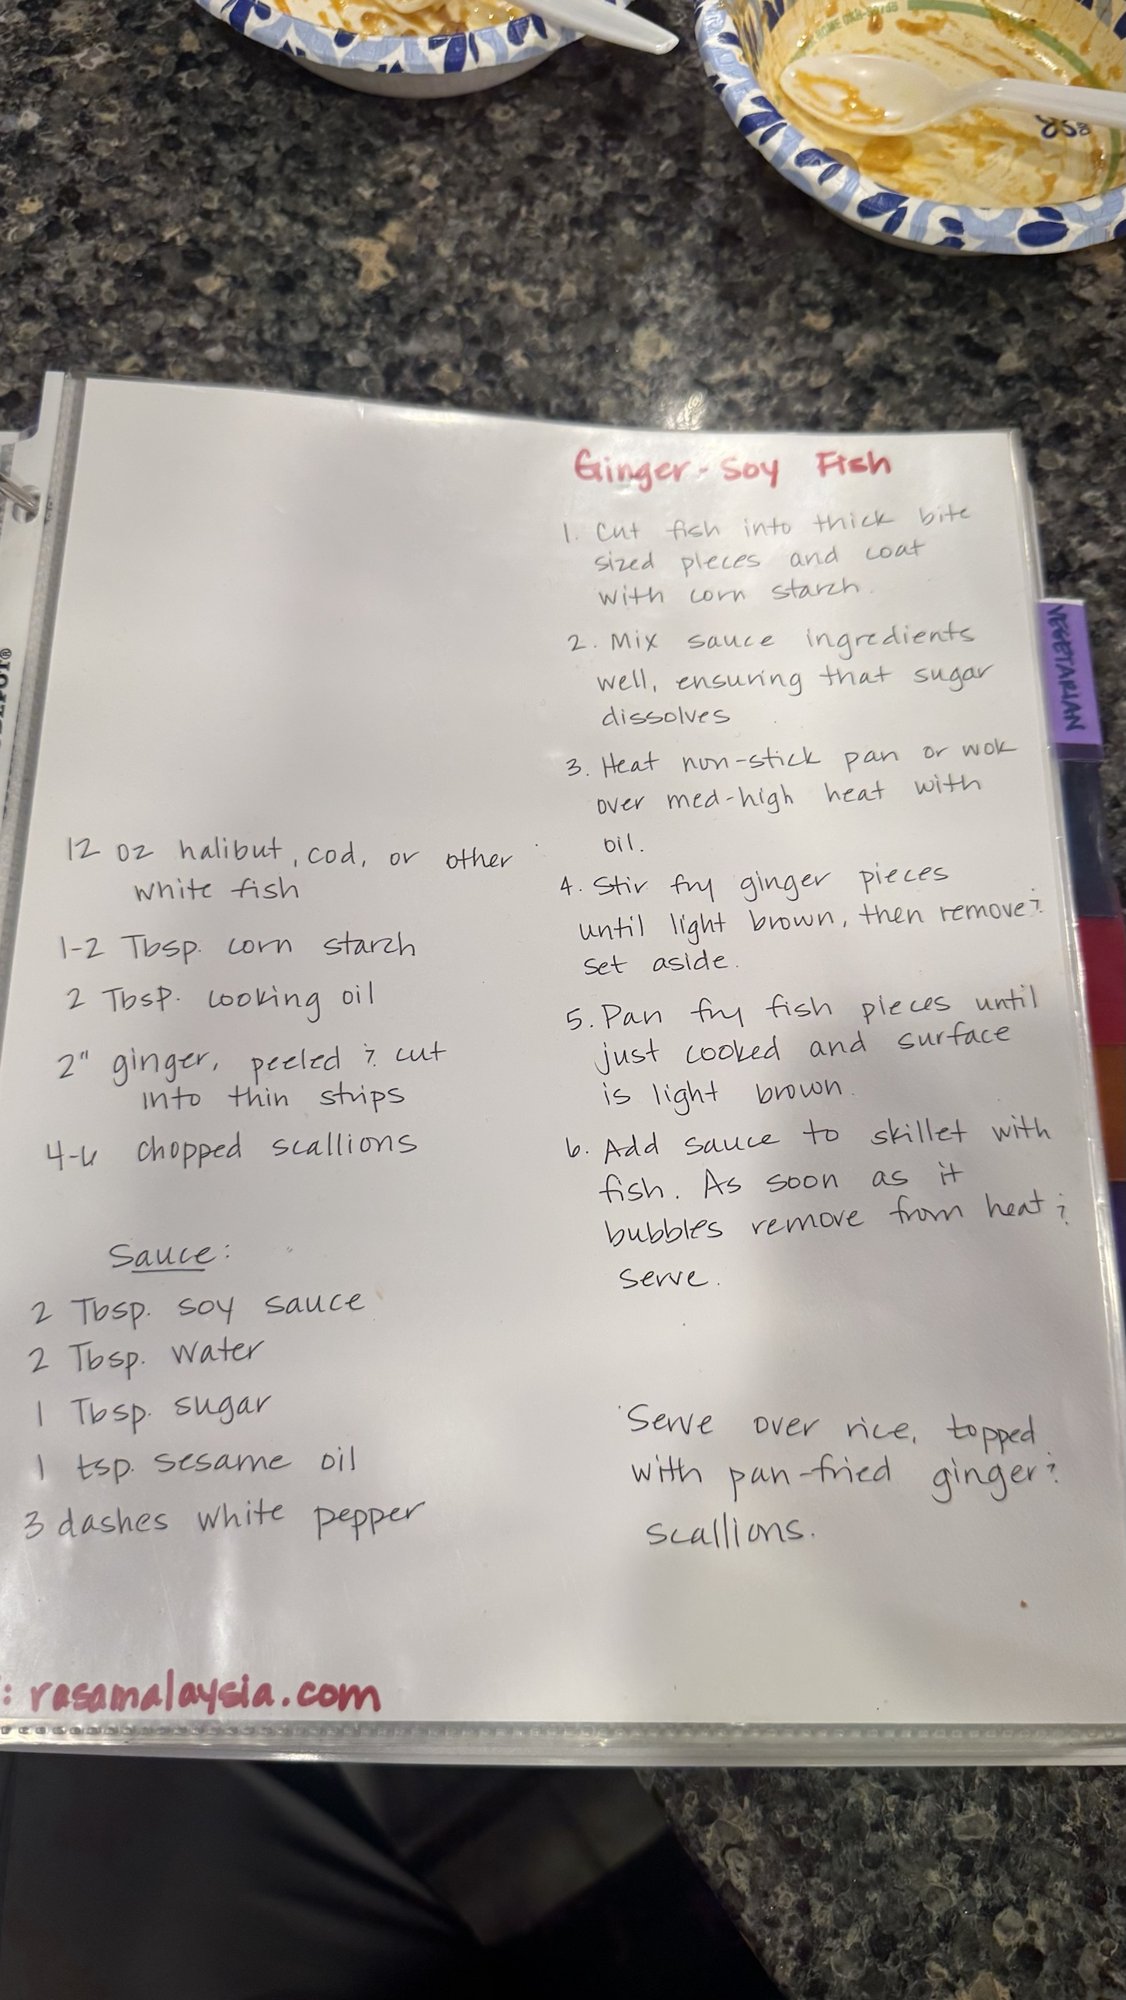 Ginger-Soy Fish
1. Cut fish into thick bite
sized pieces and coat
with corn starch.
2. Mix sauce ingredients
well, ensuring that sugar
dissolves
3. Heat non-stick pan or wok
over med-high heat with
oil.
4. Stir fry ginger pieces
until light brown, then remove &
set aside.
5. Pan fry fish pieces until
just cooked and surface
is light brown.
6. Add sauce to skillet with
fish. As soon as it
bubbles remove from heat &
serve.
Serve over rice, topped
with pan-fried ginger &
scallions.
12 oz halibut, cod, or other
white fish
1-2 Tbsp. corn starch
2 Tbsp. cooking oil
2" ginger, peeled & cut
into thin strips
4-6 chopped scallions
Sauce:
2 Tbsp. soy sauce
2 Tbsp. water
1 Tbsp. sugar
1 tsp. sesame oil
3 dashes white pepper
: rasamalaysia.com
VEGETARIAN